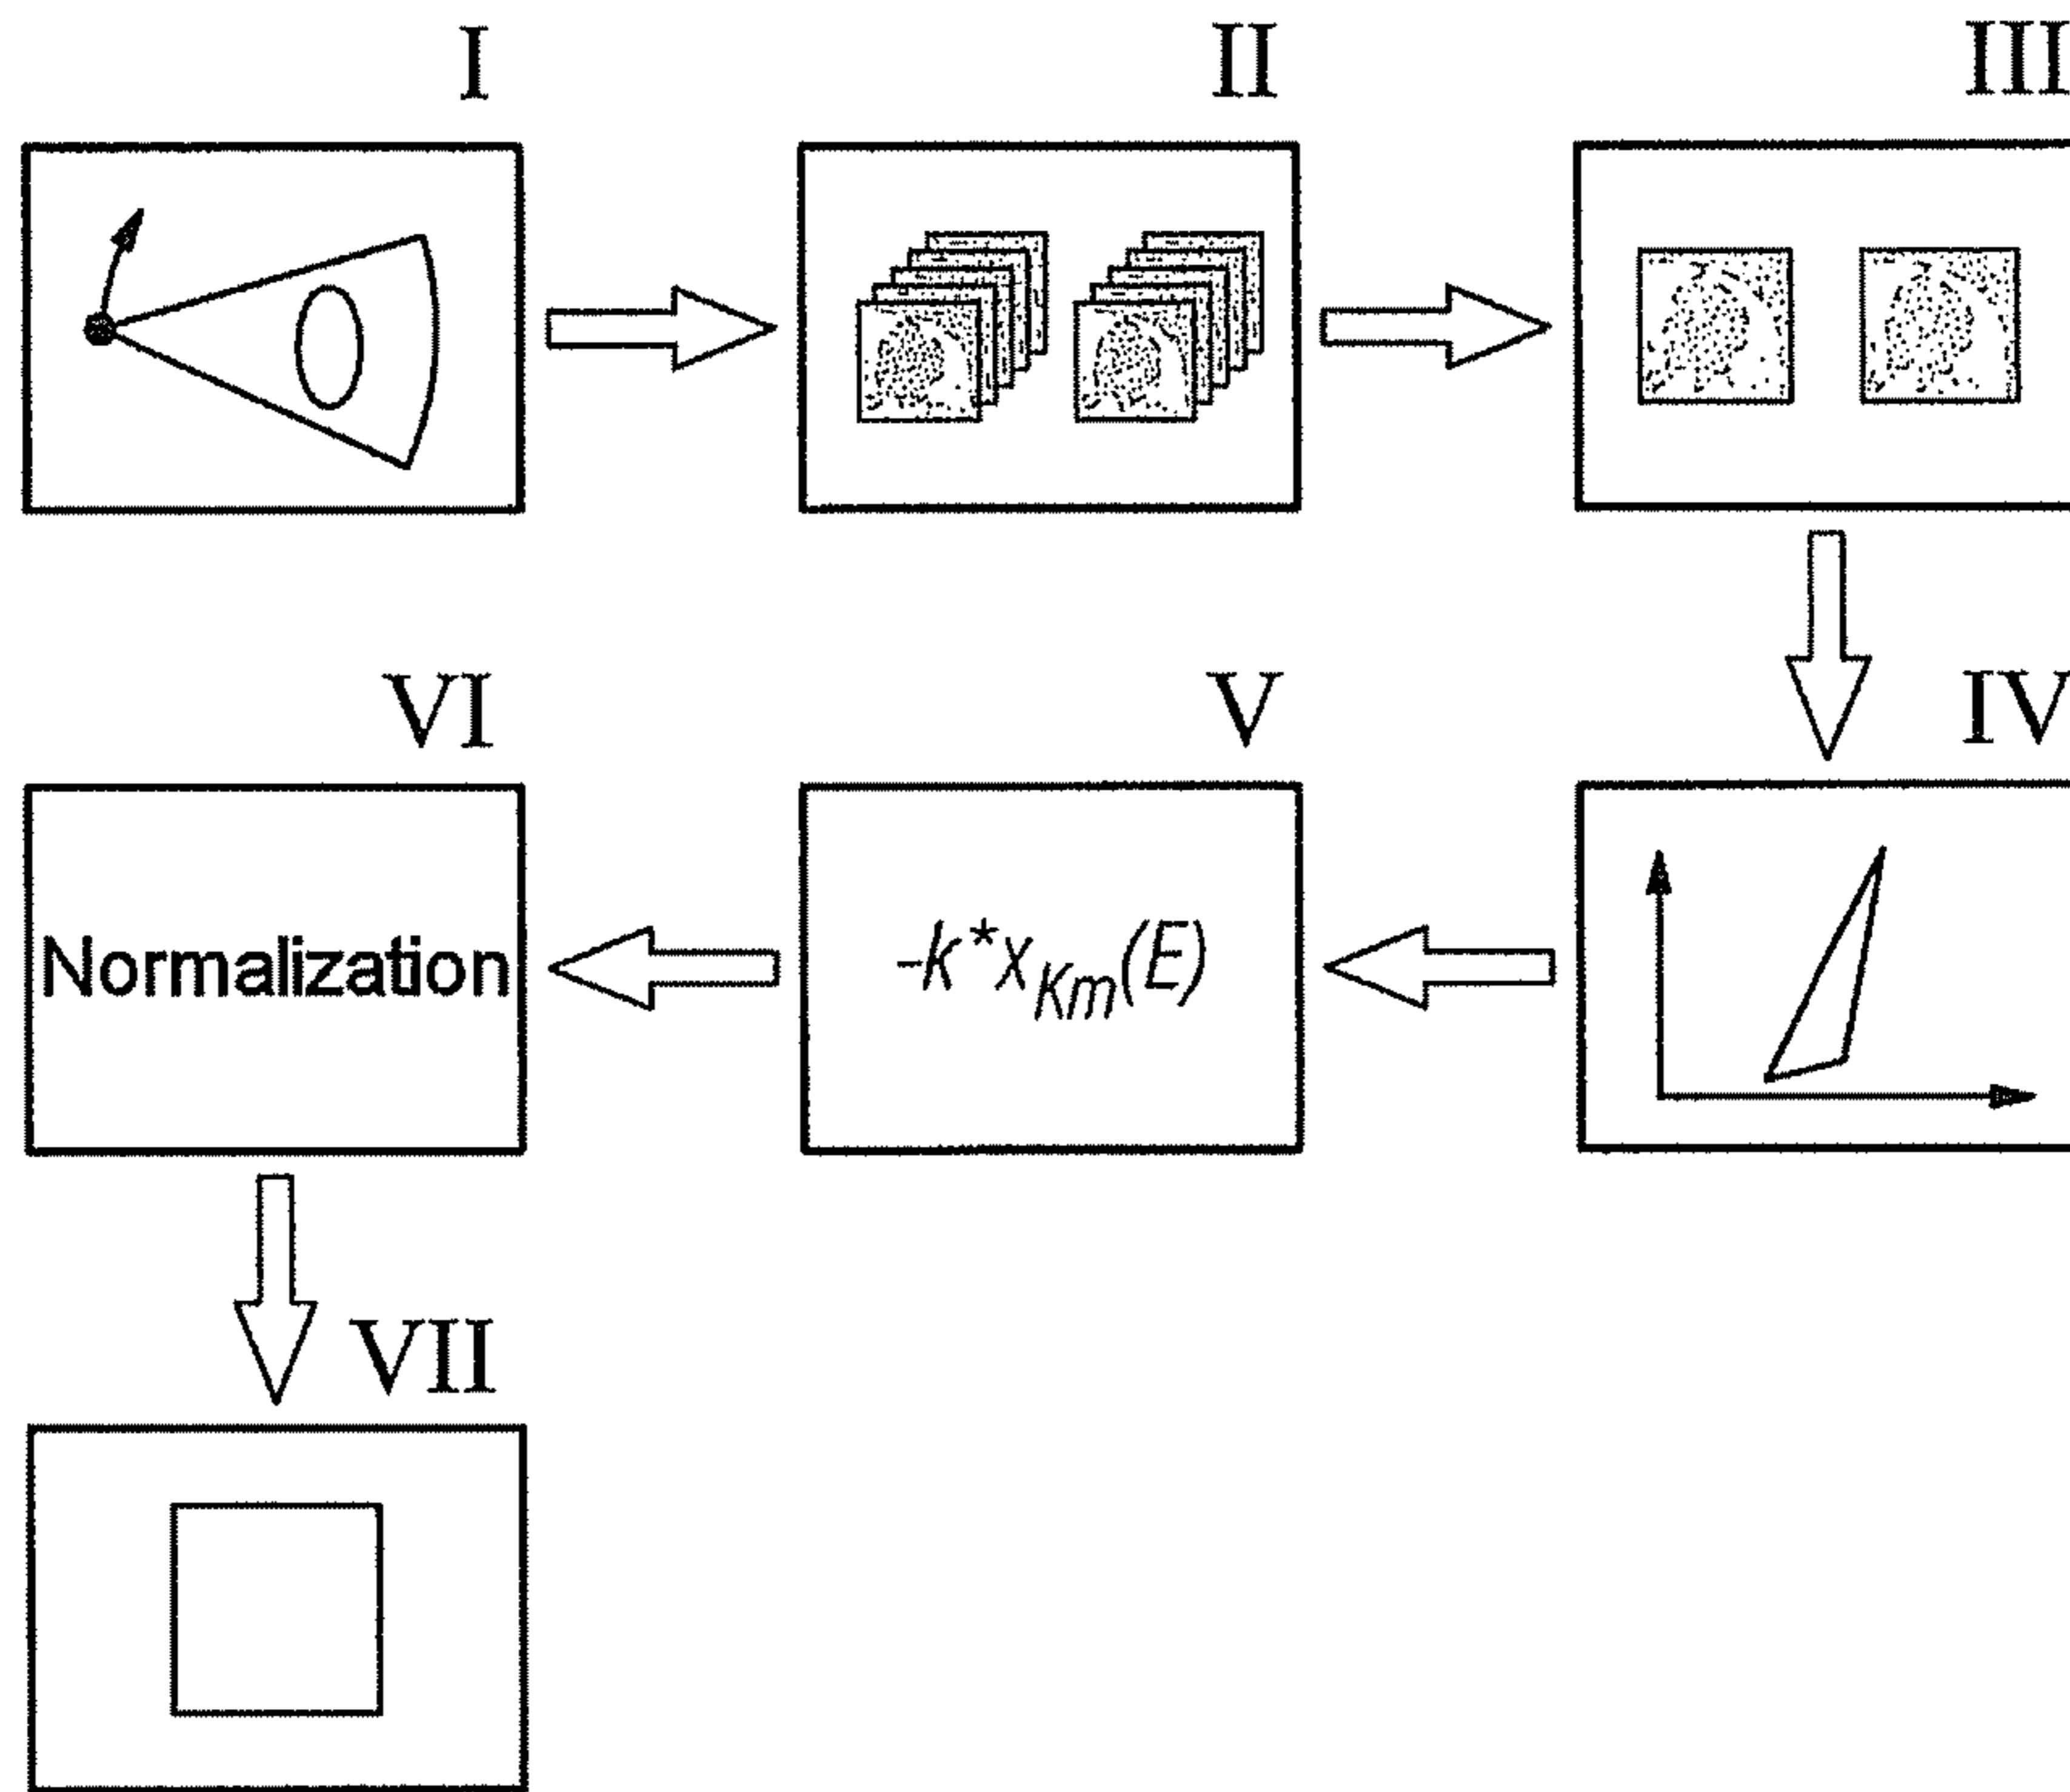 I
II
III
IV
V
-k*x_Km(E)
VI
Normalization
VII